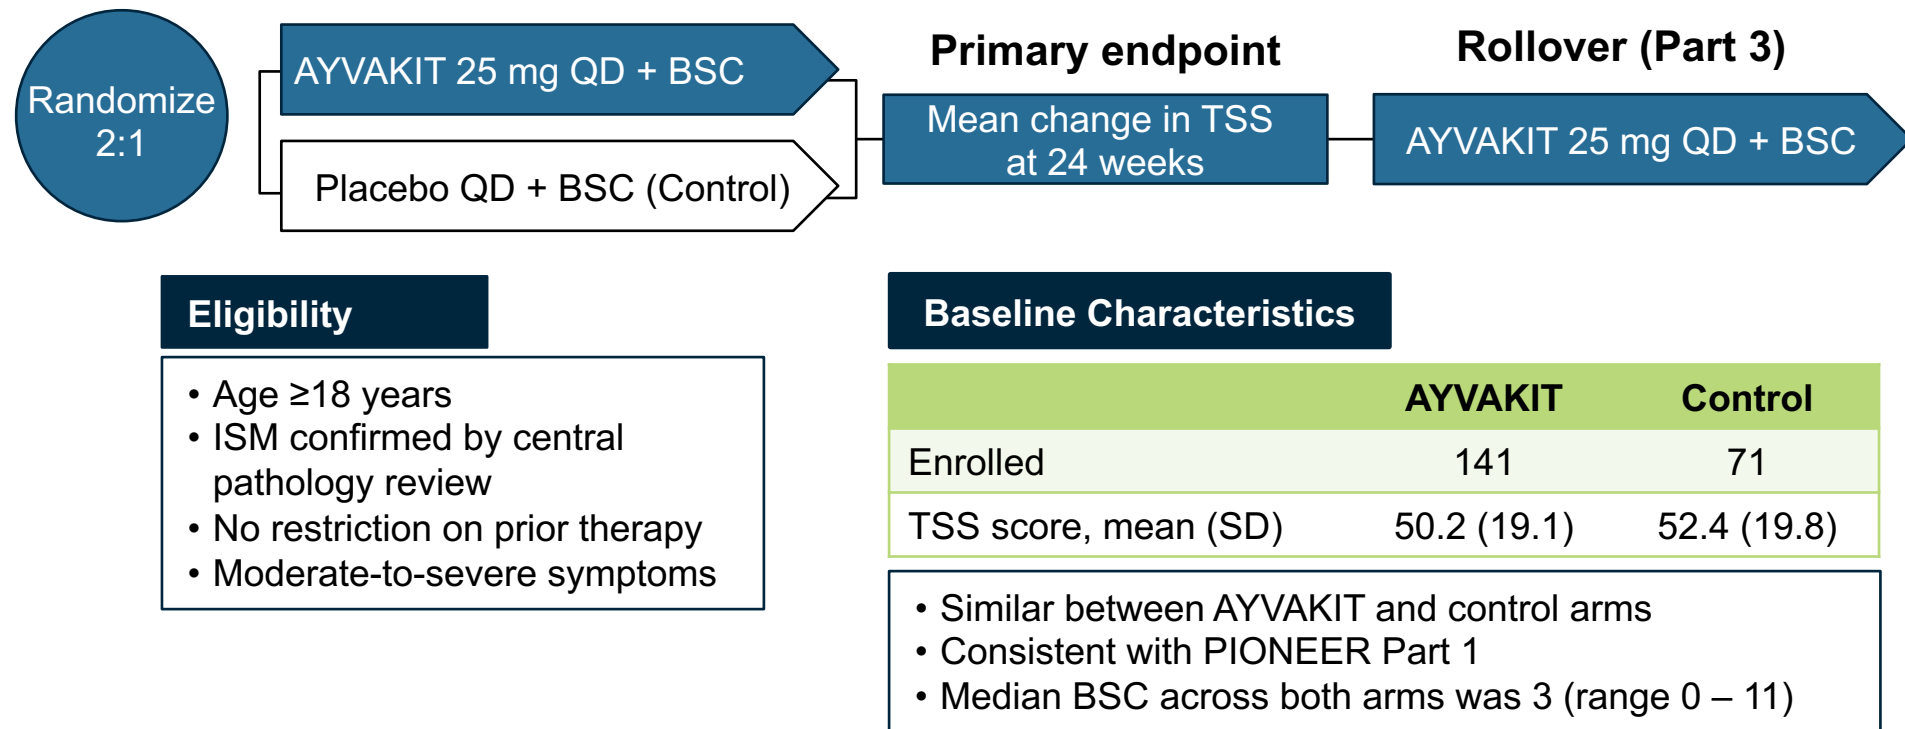 Randomize
2:1
AYVAKIT 25 mg QD + BSC
Placebo QD + BSC (Control)
Primary endpoint
Mean change in TSS
at 24 weeks
Rollover (Part 3)
AYVAKIT 25 mg QD + BSC
Eligibility
• Age ≥18 years
• ISM confirmed by central
pathology review
• No restriction on prior therapy
• Moderate-to-severe symptoms
Baseline Characteristics
AYVAKIT Control
Enrolled 141 71
TSS score, mean (SD) 50.2 (19.1) 52.4 (19.8)
• Similar between AYVAKIT and control arms
• Consistent with PIONEER Part 1
• Median BSC across both arms was 3 (range 0 – 11)